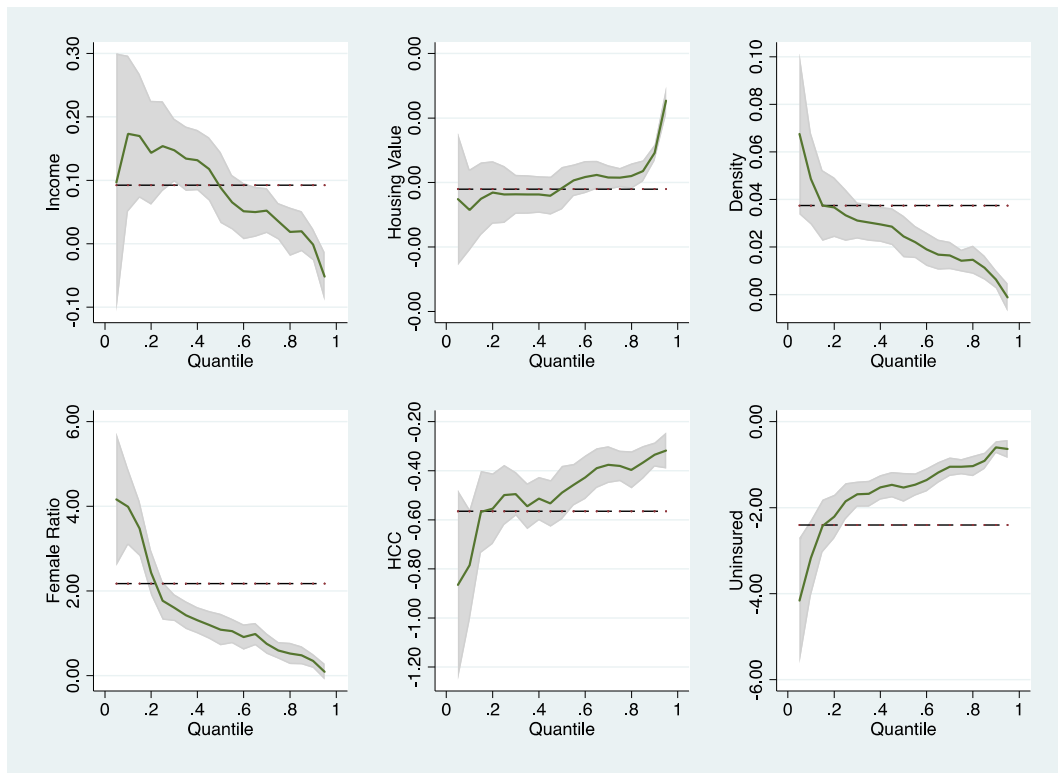 Income
0.30
0.20
0.10
0.00
-0.10
0 .2 .4 .6 .8 1
Quantile
Housing Value
0.00
0.00
0.00
-0.00
-0.00
0 .2 .4 .6 .8 1
Quantile
Density
0.10
0.08
0.06
0.04
0.02
0.00
0 .2 .4 .6 .8 1
Quantile
Female Ratio
6.00
4.00
2.00
0.00
0 .2 .4 .6 .8 1
Quantile
HCC
-0.20
-0.40
-0.60
-0.80
-1.00
-1.20
0 .2 .4 .6 .8 1
Quantile
Uninsured
0.00
-2.00
-4.00
-6.00
0 .2 .4 .6 .8 1
Quantile